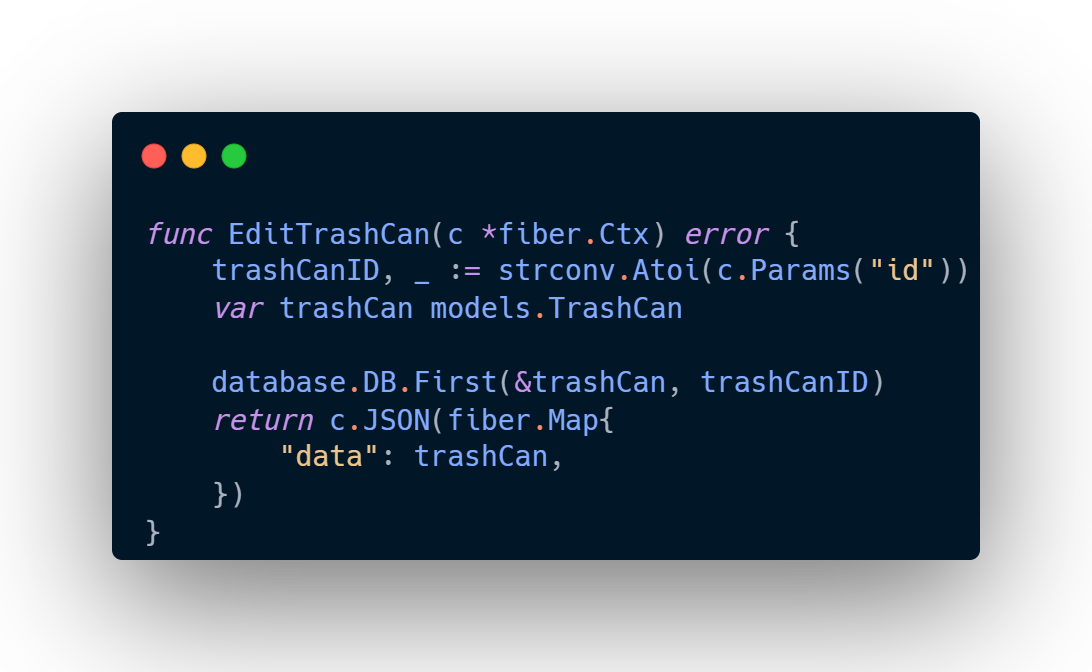 func EditTrashCan(c *fiber.Ctx) error {
    trashCanID, _ := strconv.Atoi(c.Params("id"))
    var trashCan models.TrashCan

    database.DB.First(&trashCan, trashCanID)
    return c.JSON(fiber.Map{
        "data": trashCan,
    })
}